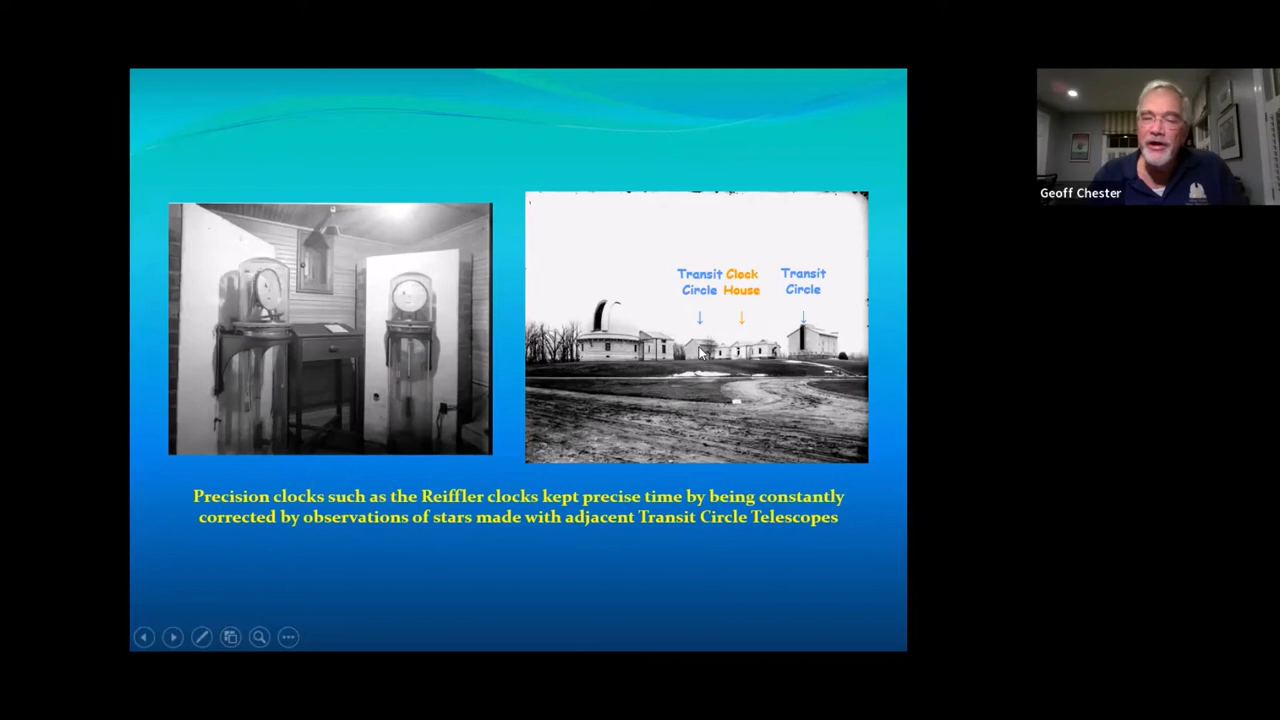 Transit Clock Transit
Circle House Circle
Precision clocks such as the Reiffler clocks kept precise time by being constantly
corrected by observations of stars made with adjacent Transit Circle Telescopes
Geoff Chester